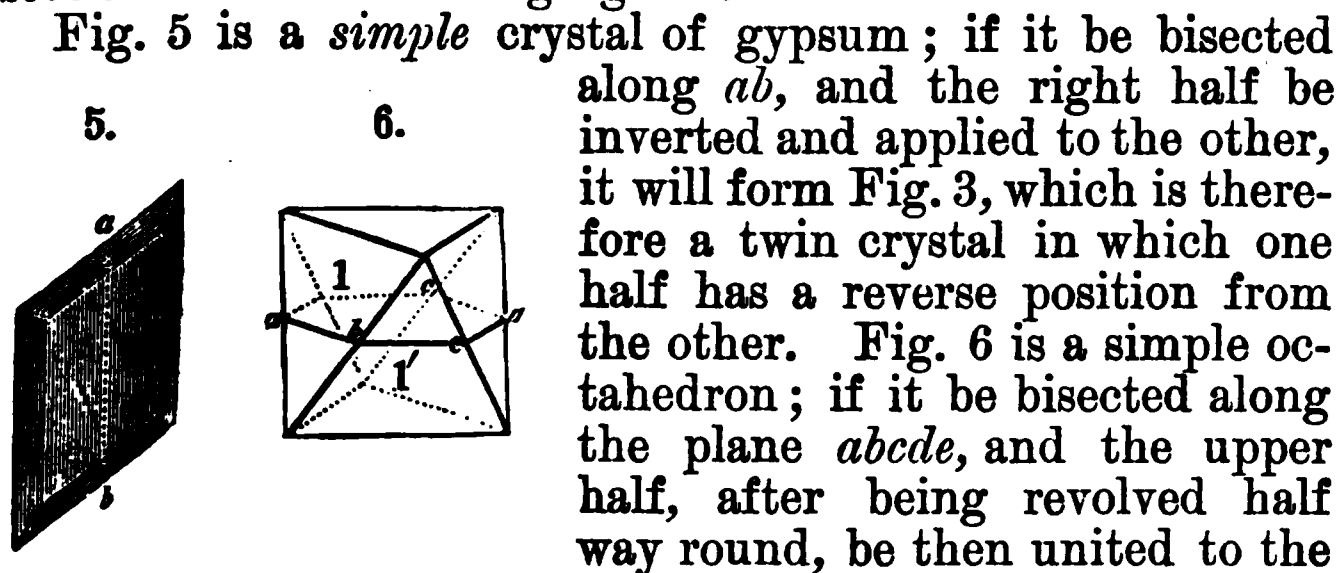 Fig. 5 is a simple crystal of gypsum; if it be bisected
along ab, and the right half be
inverted and applied to the other,
it will form Fig. 3, which is there-
fore a twin crystal in which one
half has a reverse position from
the other. Fig. 6 is a simple oc-
tahedron; if it be bisected along
the plane abcde, and the upper
half, after being revolved half
way round, be then united to the
5.
6.
a
b
1
1′